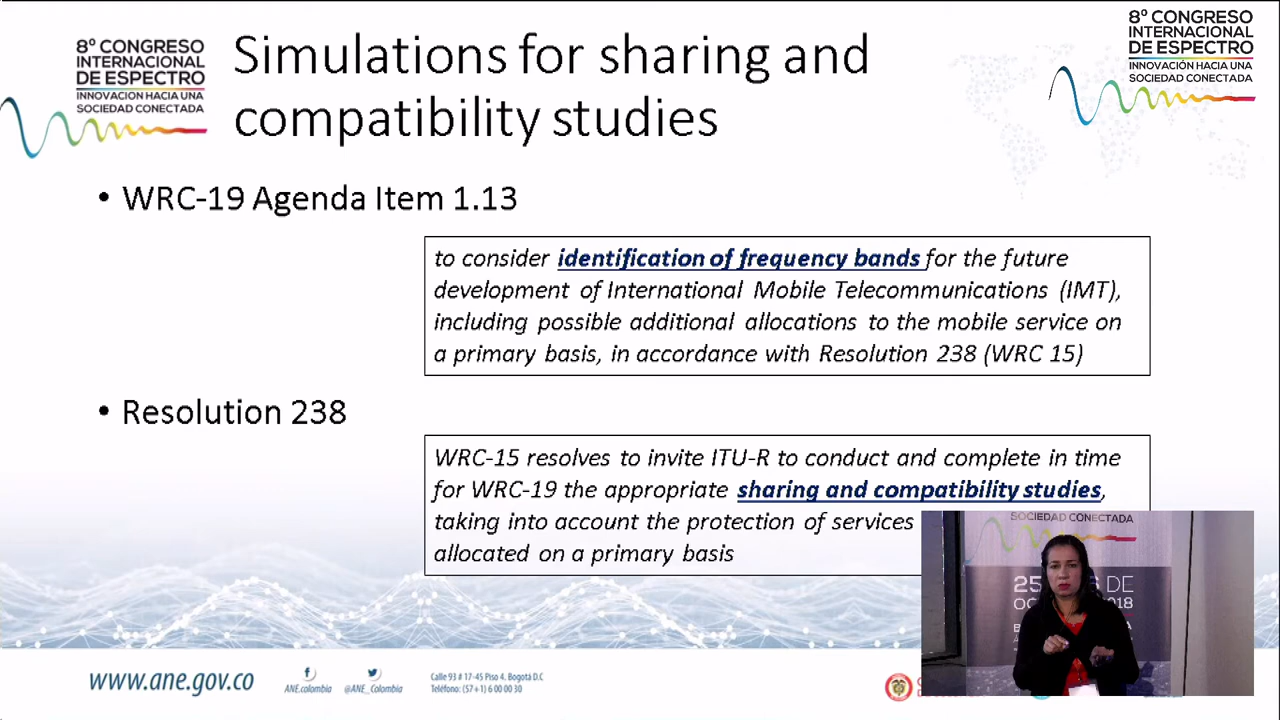 8º CONGRESO
INTERNACIONAL
DE ESPECTRO
INNOVACION HACIA UNA
SOCIEDAD CONECTADA
Simulations for sharing and
compatibility studies
8º CONGRESO
INTERNACIONAL
DE ESPECTRO
INNOVACIÓN HACIA UNA
SOCIEDAD CONECTADA
• WRC-19 Agenda Item 1.13
to consider identification of frequency bands for the future
development of International Mobile Telecommunications (IMT),
including possible additional allocations to the mobile service on
a primary basis, in accordance with Resolution 238 (WRC 15)
• Resolution 238
WRC-15 resolves to invite ITU-R to conduct and complete in time
for WRC-19 the appropriate sharing and compatibility studies,
taking into account the protection of services
allocated on a primary basis
SOCIEDAD CONECTADA
25 DE
www.ane.gov.co
ANE.colombia
@ANE_Colombia
Calle 93 # 17-45 Piso 4. Bogotá D.C
Teléfono: (57+1) 6 00 00 30